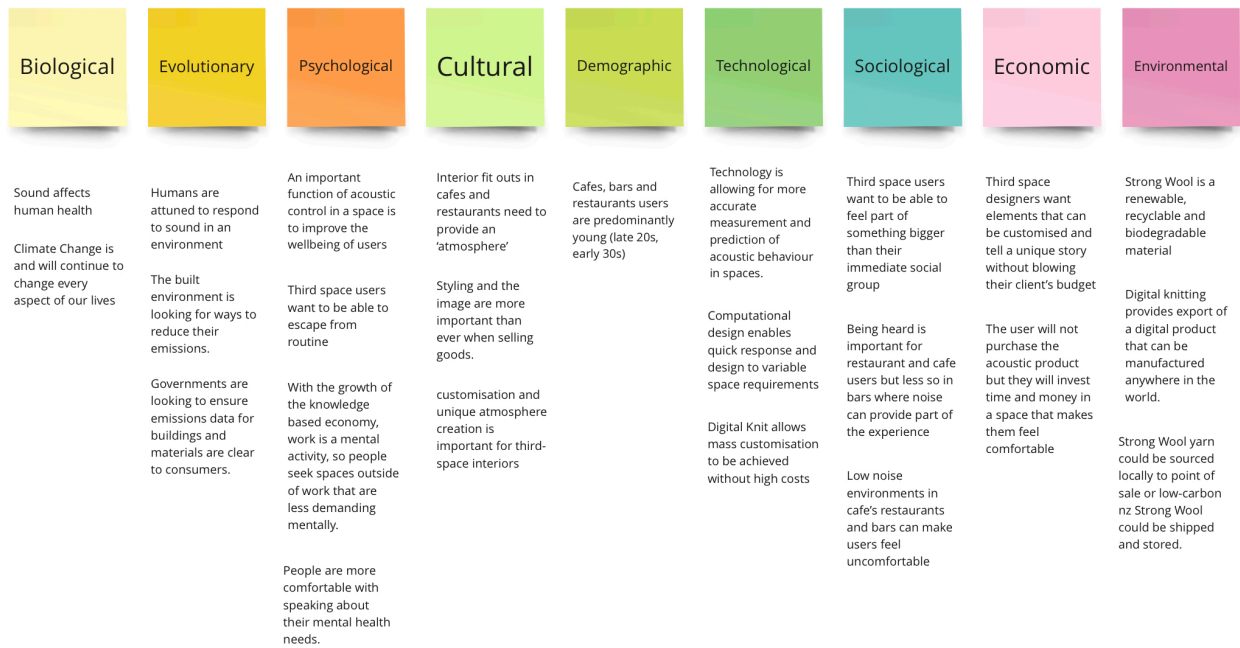 Biological
Evolutionary
Psychological
Cultural
Demographic
Technological
Sociological
Economic
Environmental
Sound affects
human health
Climate Change is
and will continue to
change every
aspect of our lives
Humans are
attuned to respond
to sound in an
environment
The built
environment is
looking for ways to
reduce their
emissions.
Governments are
looking to ensure
emissions data for
buildings and
materials are clear
to consumers.
An important
function of acoustic
control in a space is
to improve the
wellbeing of users
Third space users
want to be able to
escape from
routine
With the growth of
the knowledge
based economy,
work is a mental
activity, so people
seek spaces outside
of work that are
less demanding
mentally.
People are more
comfortable with
speaking about
their mental health
needs.
Interior fit outs in
cafes and
restaurants need to
provide an
‘atmosphere’
Styling and the
image are more
important than
ever when selling
goods.
customisation and
unique atmosphere
creation is
important for third-
space interiors
Cafes, bars and
restaurants users
are predominantly
young (late 20s,
early 30s)
Technology is
allowing for more
accurate
measurement and
prediction of
acoustic behaviour
in spaces.
Computational
design enables
quick response and
design to variable
space requirements
Digital Knit allows
mass customisation
to be achieved
without high costs
Third space users
want to be able to
feel part of
something bigger
than their
immediate social
group
Being heard is
important for
restaurant and cafe
users but less so in
bars where noise
can provide part of
the experience
Low noise
environments in
cafe’s restaurants
and bars can make
users feel
uncomfortable
Third space
designers want
elements that can
be customised and
tell a unique story
without blowing
their client’s budget
The user will not
purchase the
acoustic product
but they will invest
time and money in
a space that makes
them feel
comfortable
Strong Wool is a
renewable,
recyclable and
biodegradable
material
Digital knitting
provides export of
a digital product
that can be
manufactured
anywhere in the
world.
Strong Wool yarn
could be sourced
locally to point of
sale or low-carbon
nz Strong Wool
could be shipped
and stored.